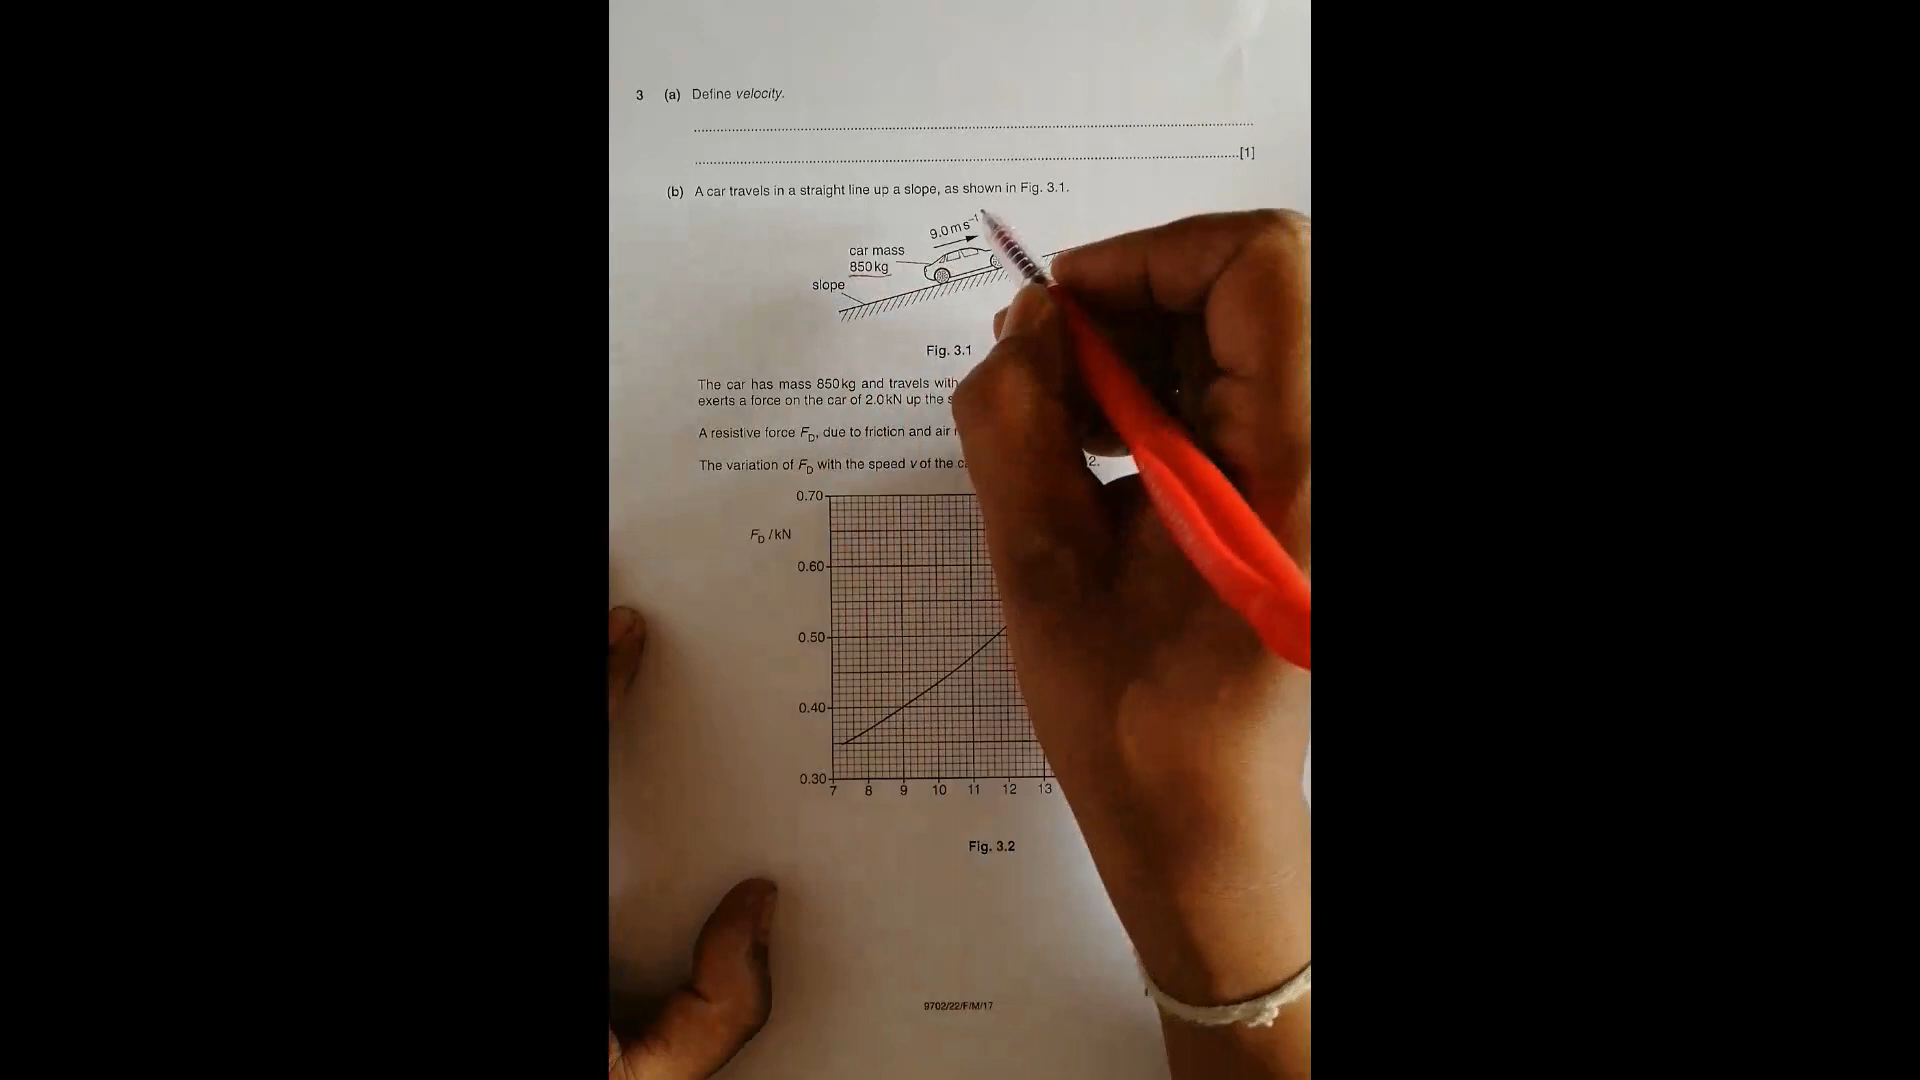 3 (a) Define velocity.
[1]
(b) A car travels in a straight line up a slope, as shown in Fig. 3.1.
9.0 m s⁻¹
car mass
850 kg
slope
Fig. 3.1
The car has mass 850 kg and travels with
exerts a force on the car of 2.0 kN up the
A resistive force F_D, due to friction and air
The variation of F_D with the speed v of the
2.
0.70
F_D / kN
0.60
0.50
0.40
0.30
7 8 9 10 11 12 13
Fig. 3.2
9702/22/F/M/17